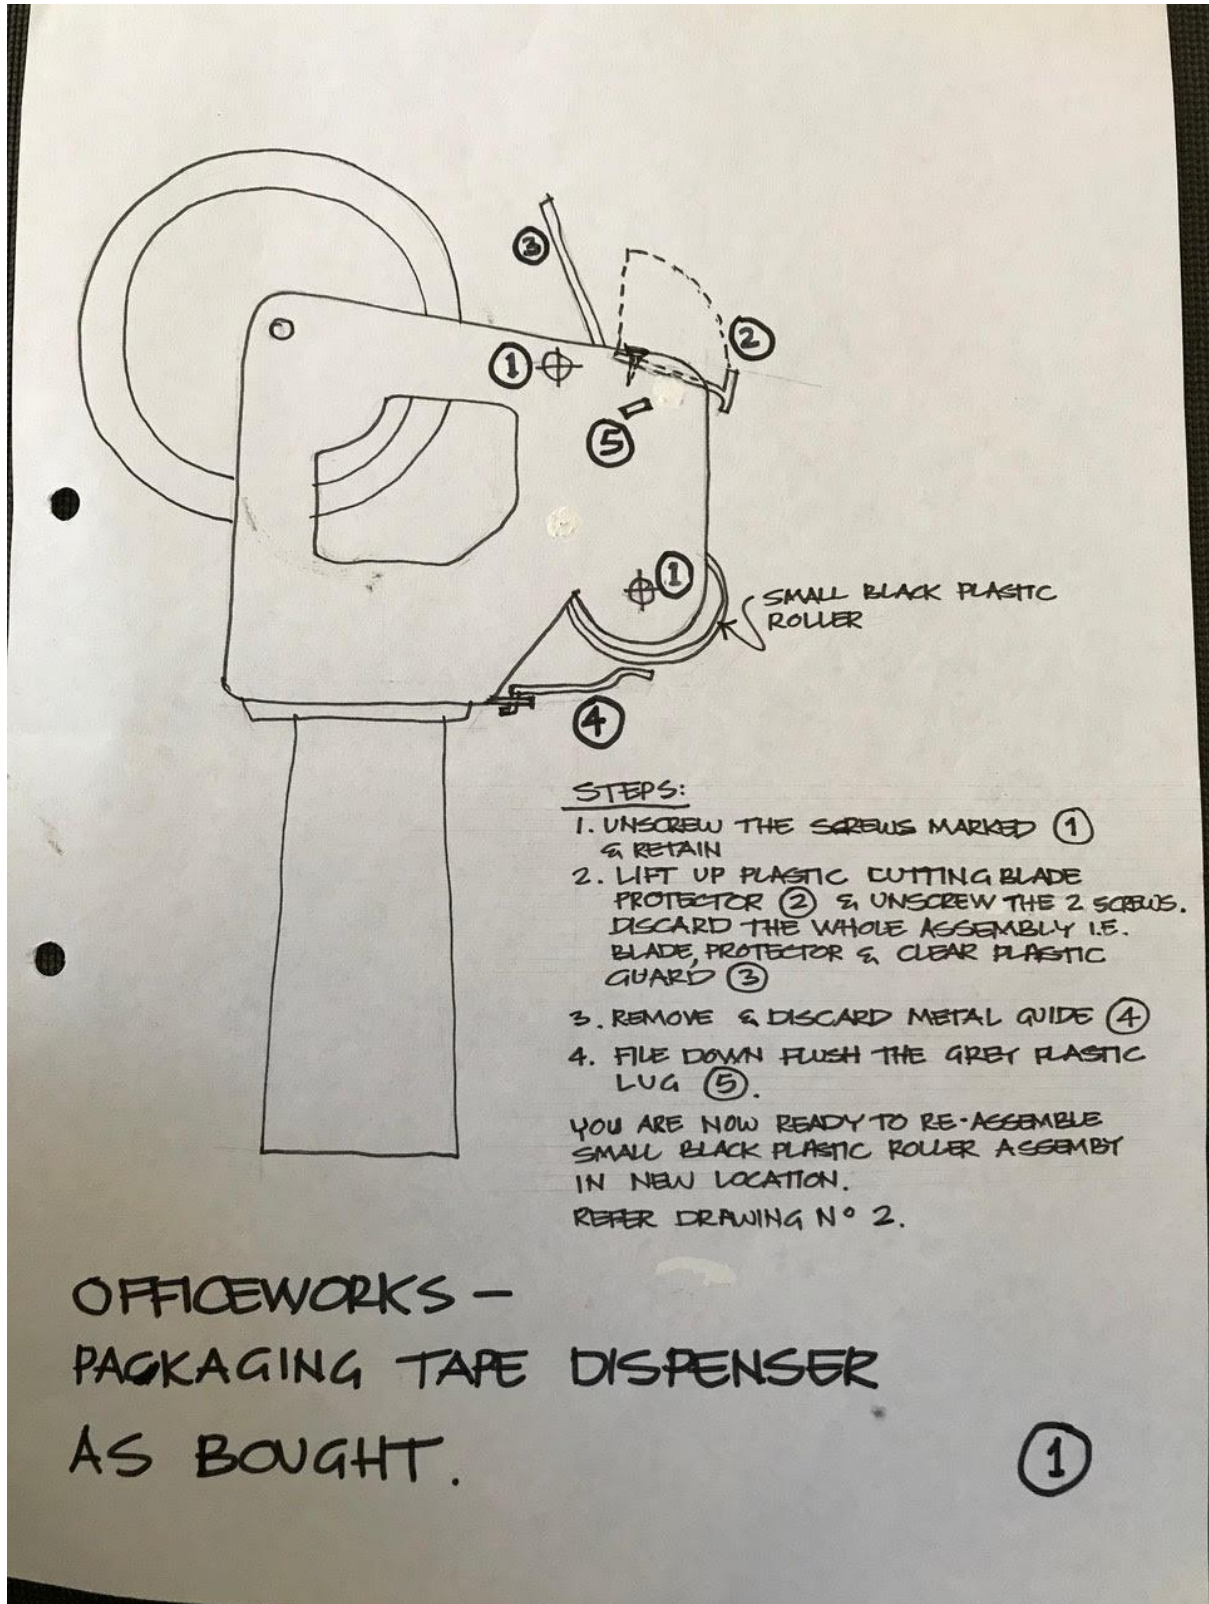 3
2
1
5
1
SMALL BLACK PLASTIC
ROLLER
4
STEPS:
1. UNSCREW THE SCREWS MARKED 1
& RETAIN
2. LIFT UP PLASTIC CUTTING BLADE
PROTECTOR 2 & UNSCREW THE 2 SCREWS.
DISCARD THE WHOLE ASSEMBLY I.E.
BLADE, PROTECTOR & CLEAR PLASTIC
GUARD 3
3. REMOVE & DISCARD METAL GUIDE 4
4. FILE DOWN FLUSH THE GREY PLASTIC
LUG 5.
YOU ARE NOW READY TO RE-ASSEMBLE
SMALL BLACK PLASTIC ROLLER ASSEMBY
IN NEW LOCATION.
REFER DRAWING Nº 2.
OFFICEWORKS -
PACKAGING TAPE DISPENSER
AS BOUGHT.
1